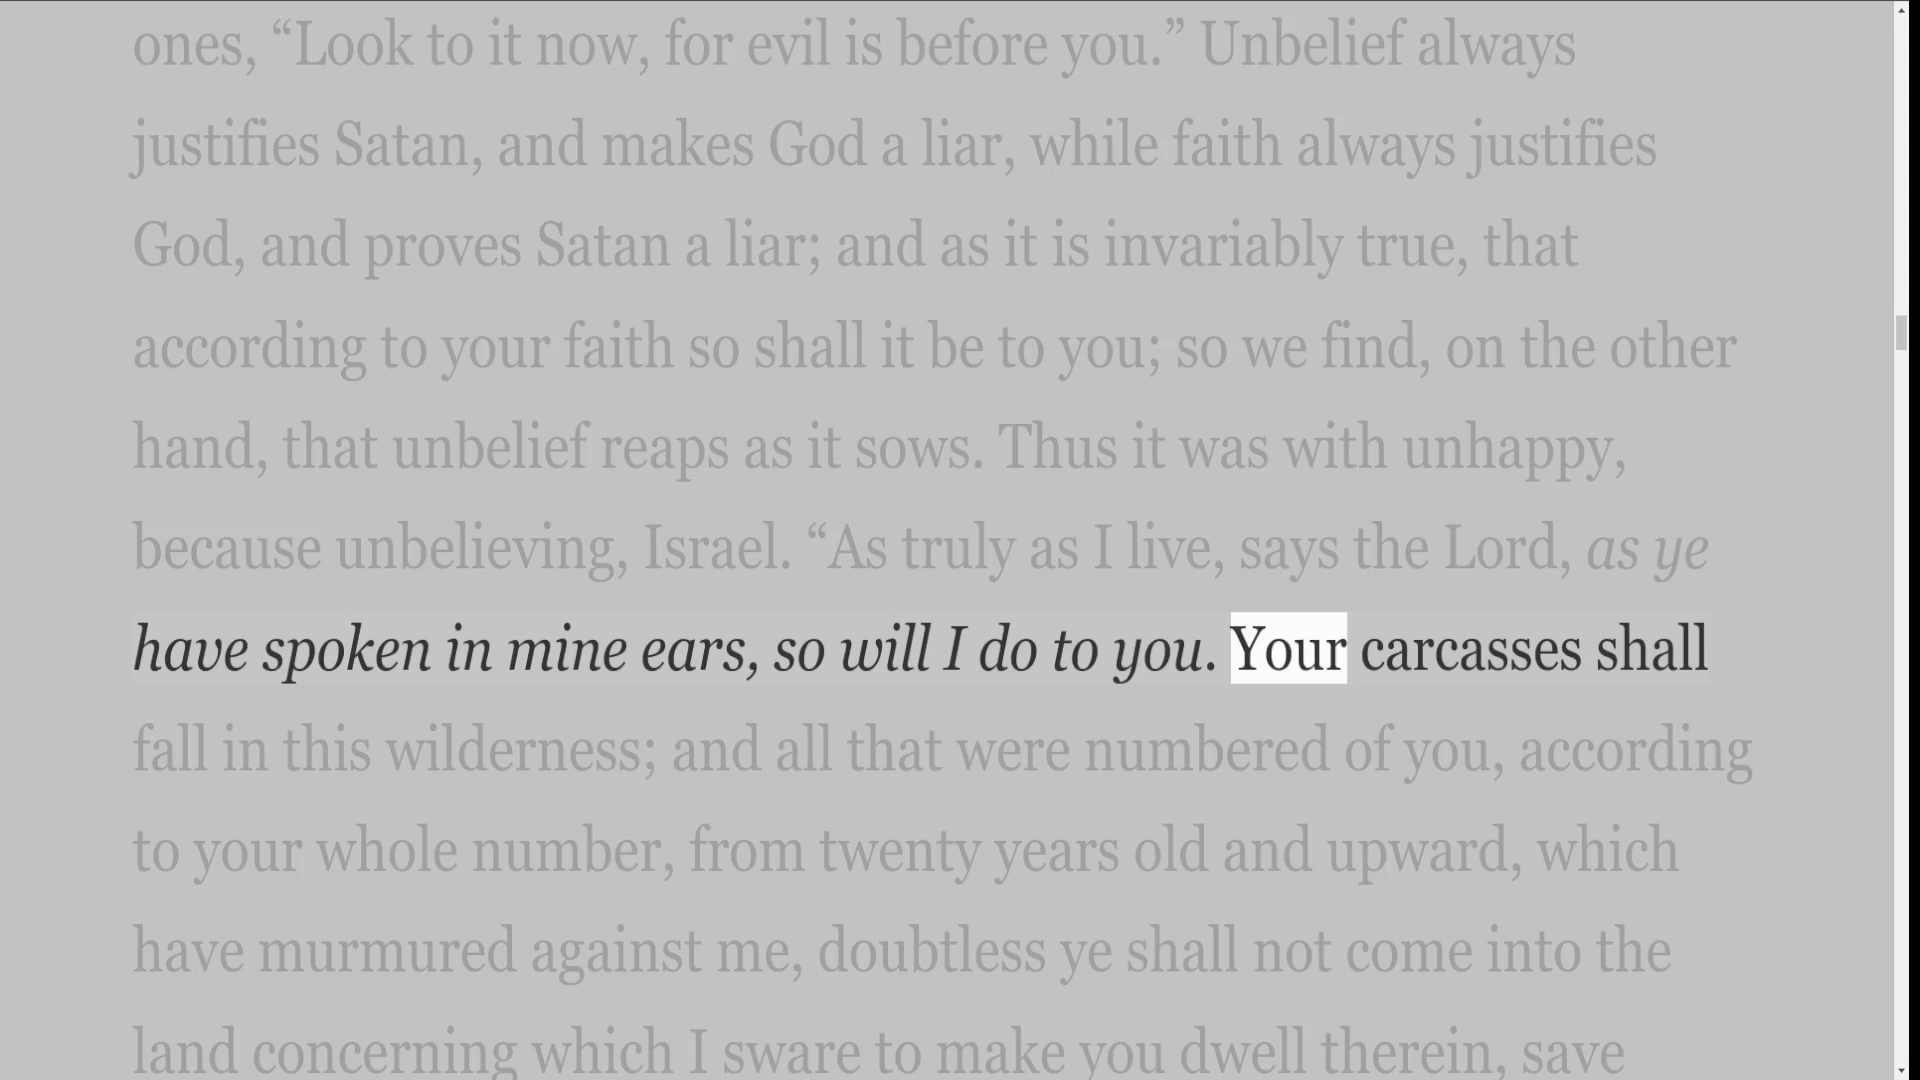 ones, “Look to it now, for evil is before you.” Unbelief always
justifies Satan, and makes God a liar, while faith always justifies
God, and proves Satan a liar; and as it is invariably true, that
according to your faith so shall it be to you; so we find, on the other
hand, that unbelief reaps as it sows. Thus it was with unhappy,
because unbelieving, Israel. “As truly as I live, says the Lord, as ye
have spoken in mine ears, so will I do to you. Your carcasses shall
fall in this wilderness; and all that were numbered of you, according
to your whole number, from twenty years old and upward, which
have murmured against me, doubtless ye shall not come into the
land concerning which I sware to make you dwell therein, save